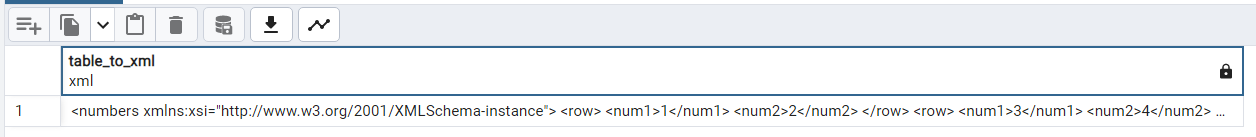 table_to_xml
xml
1 <numbers xmlns:xsi="http://www.w3.org/2001/XMLSchema-instance"> <row> <num1>1</num1> <num2>2</num2> </row> <row> <num1>3</num1> <num2>4</num2> ...